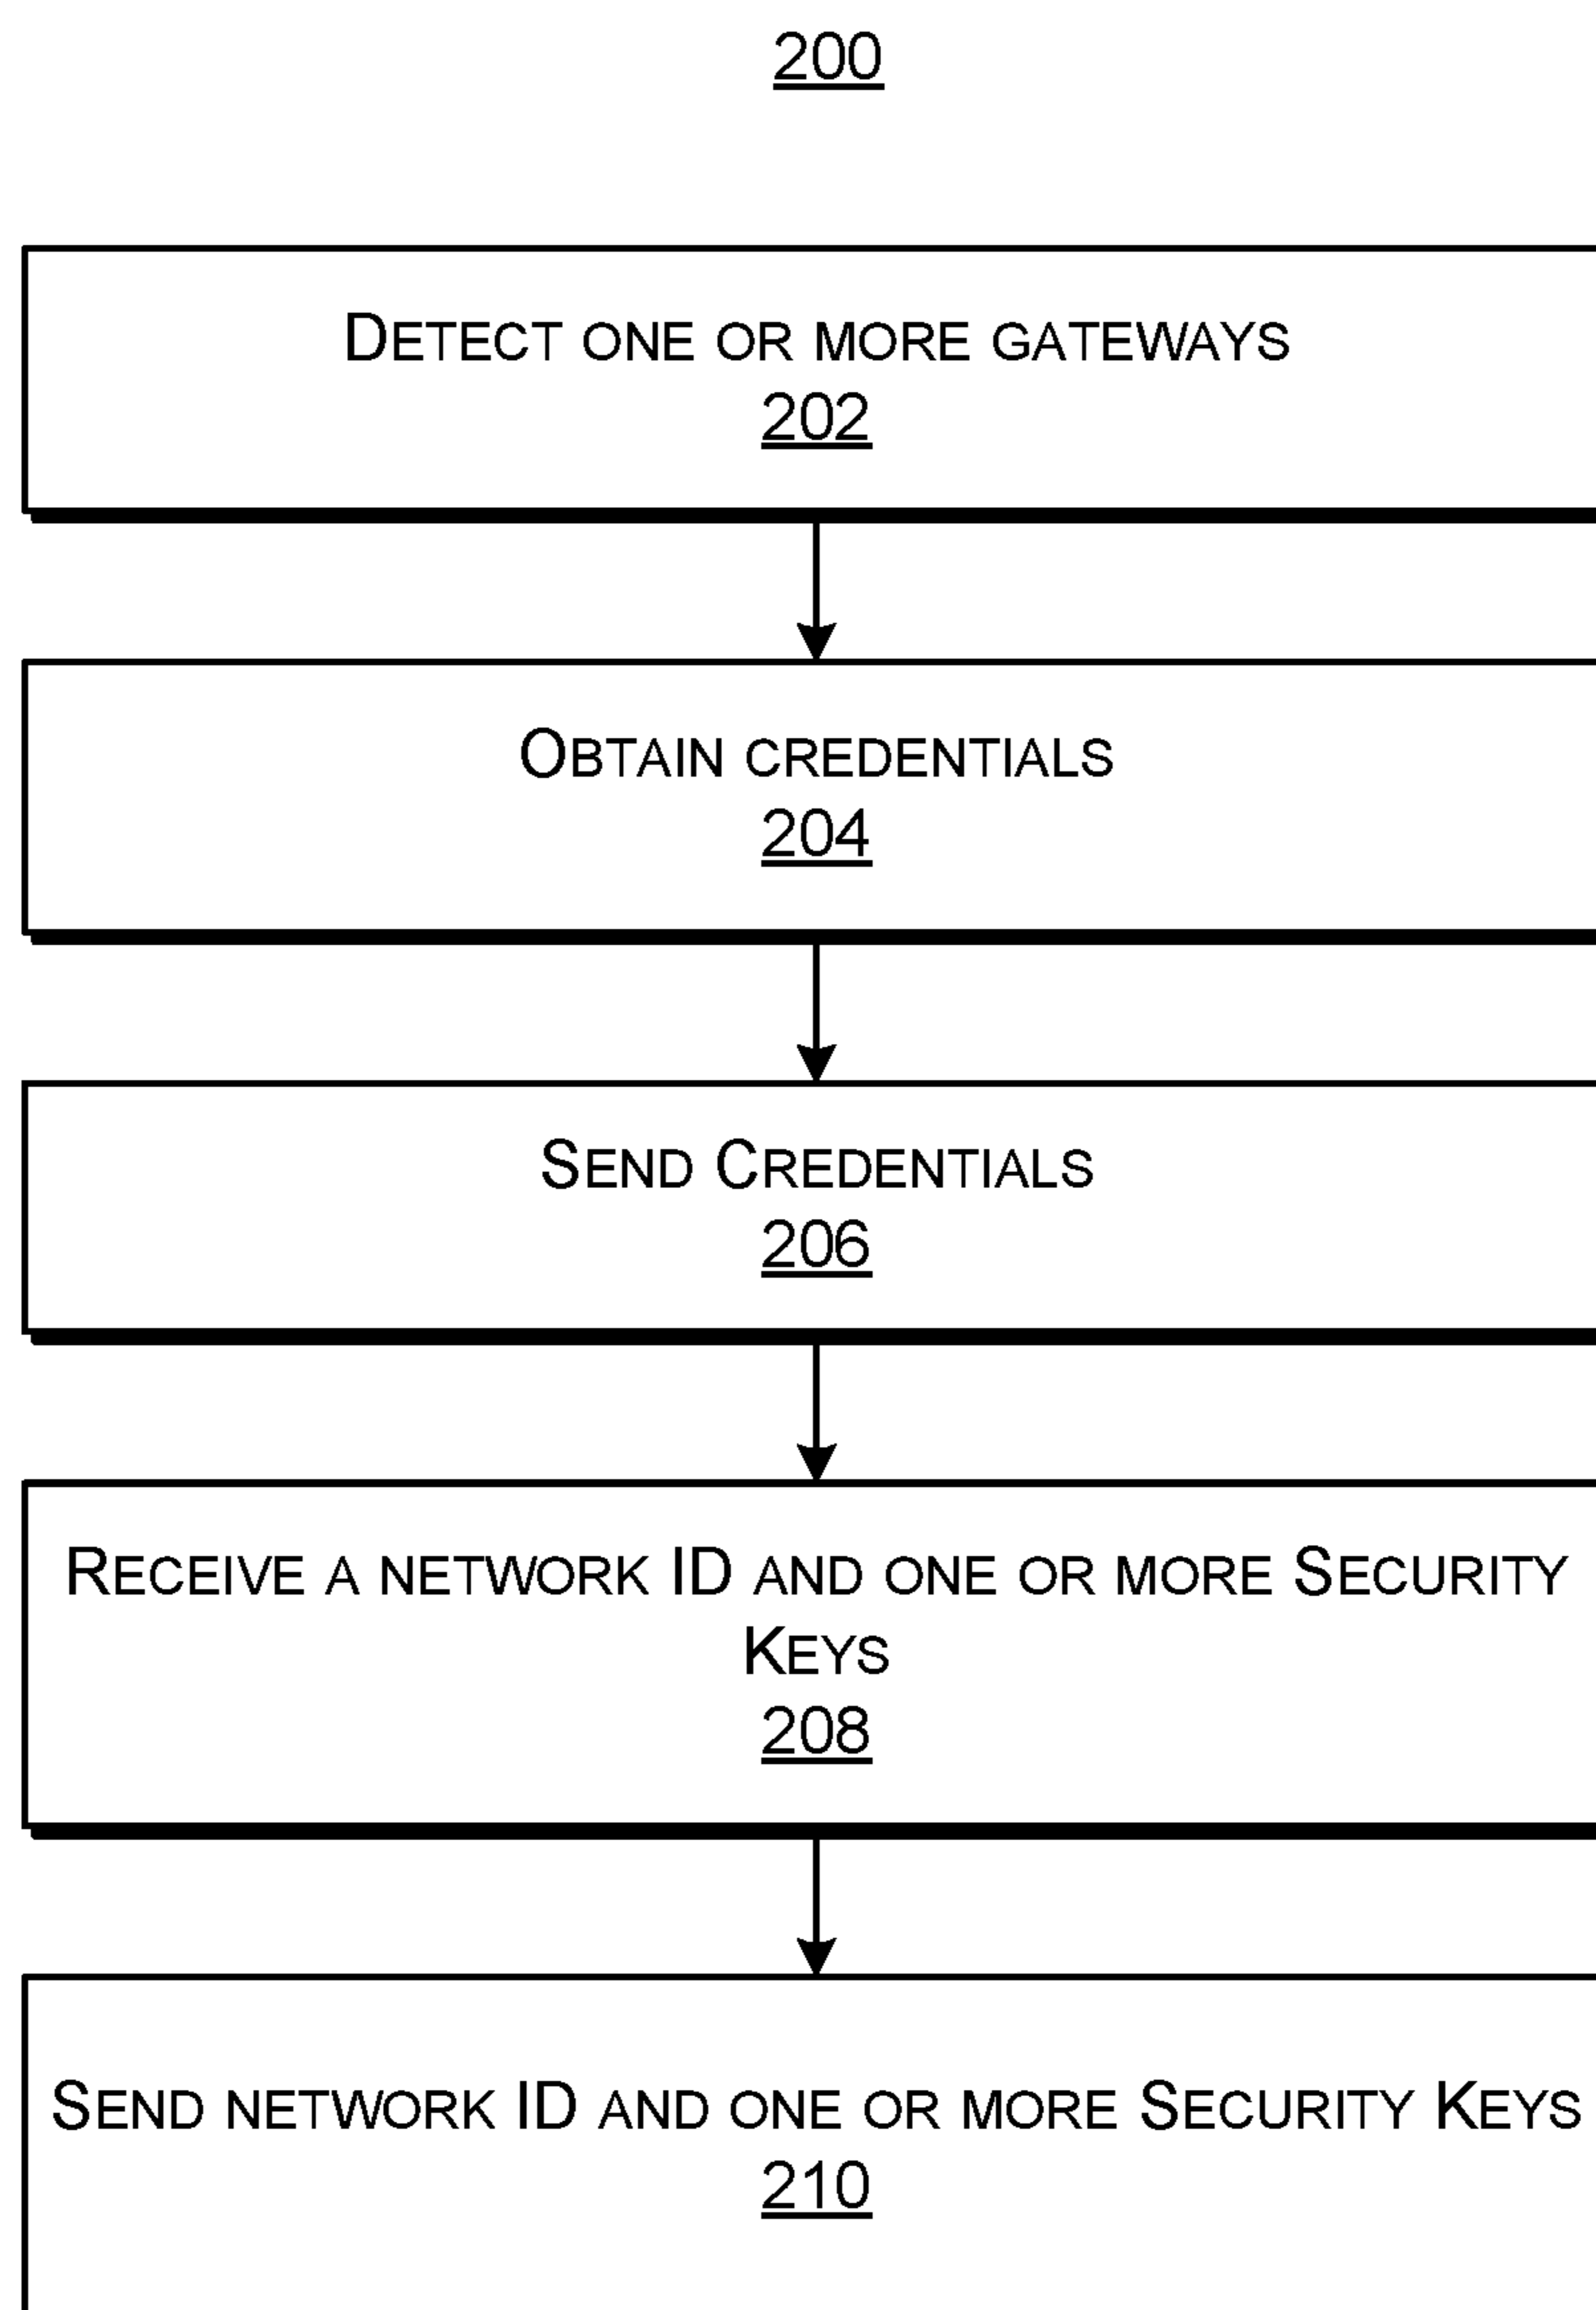 200
Detect one or more gateways
202
Obtain credentials
204
Send Credentials
206
Receive a network ID and one or more Security
Keys
208
Send network ID and one or more Security Keys
210